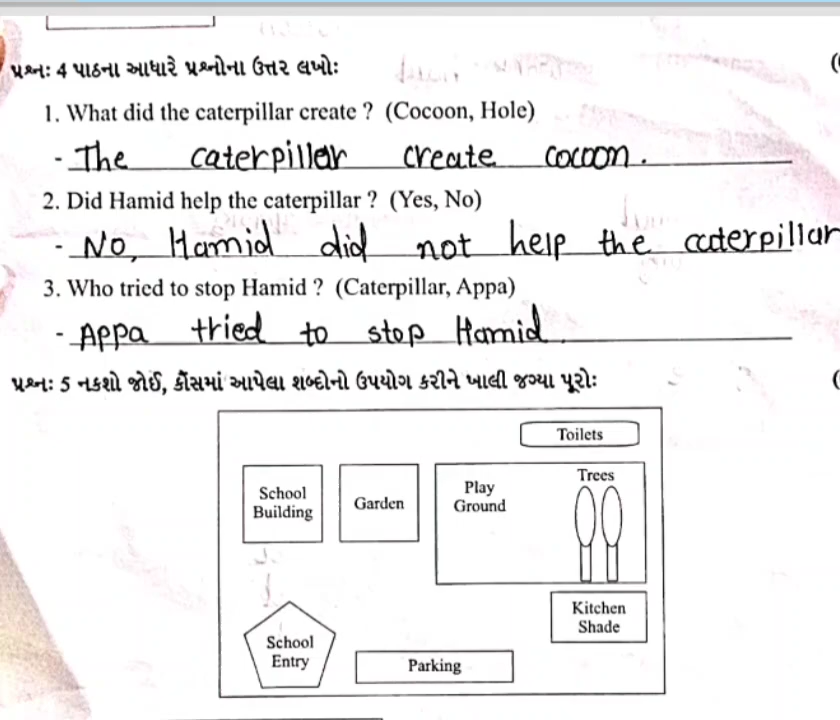 પ્રશ્ન: 4 પાઠના આધારે પ્રશ્નોના ઉત્તર લખો:
1. What did the caterpillar create ? (Cocoon, Hole)
- The caterpillar create cocoon.
2. Did Hamid help the caterpillar ? (Yes, No)
- No, Hamid did not help the caterpillar
3. Who tried to stop Hamid ? (Caterpillar, Appa)
- Appa tried to stop Hamid.
પ્રશ્ન: 5 નકશો જોઈ, કૌંસમાં આપેલા શબ્દોનો ઉપયોગ કરીને ખાલી જગ્યા પૂરો:
Toilets
School
Building
Garden
Play
Ground
Trees
Kitchen
Shade
School
Entry
Parking